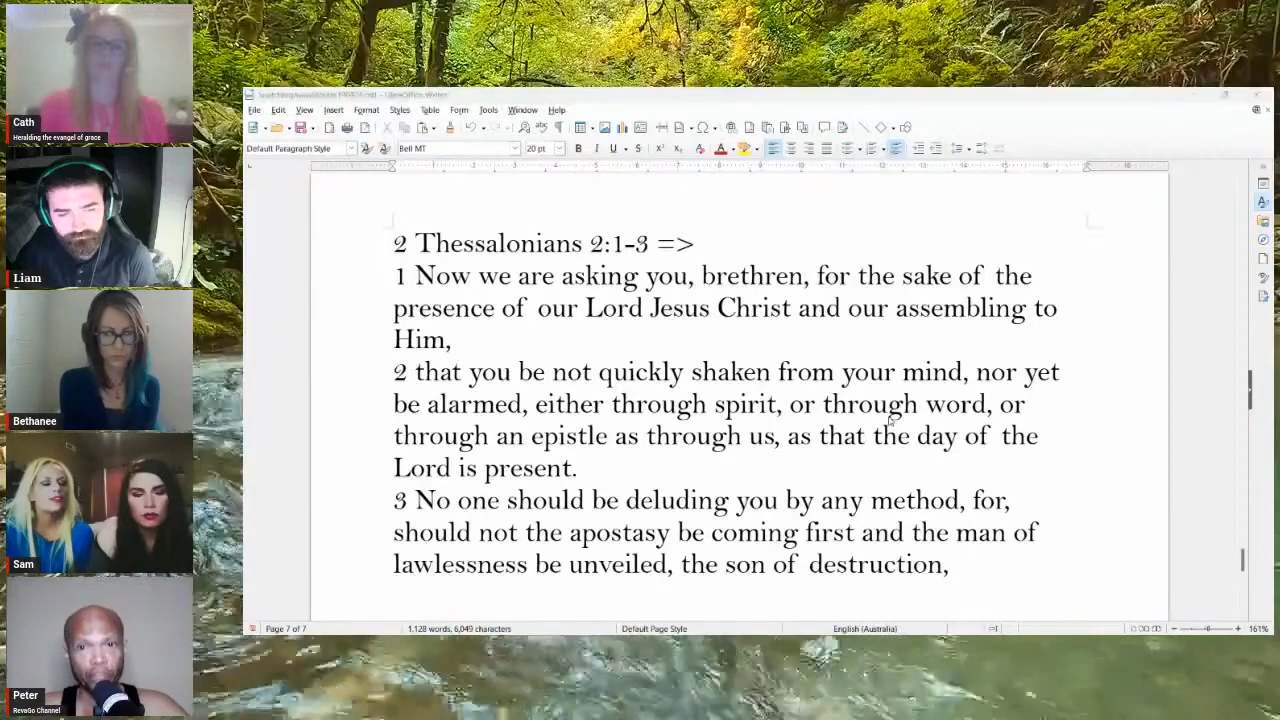 Cath
Heralding the evangel of grace
Liam
Bethanee
Sam
Peter
RevaGo Channel
File Edit View Insert Format Styles Table Form Tools Window Help
Default Paragraph Style Bell MT 20 pt
2 Thessalonians 2:1-3 =>
1 Now we are asking you, brethren, for the sake of the
presence of our Lord Jesus Christ and our assembling to
Him,
2 that you be not quickly shaken from your mind, nor yet
be alarmed, either through spirit, or through word, or
through an epistle as through us, as that the day of the
Lord is present.
3 No one should be deluding you by any method, for,
should not the apostasy be coming first and the man of
lawlessness be unveiled, the son of destruction,
Page 7 of 7 1,128 words, 6,049 characters Default Page Style English (Australia) 161%